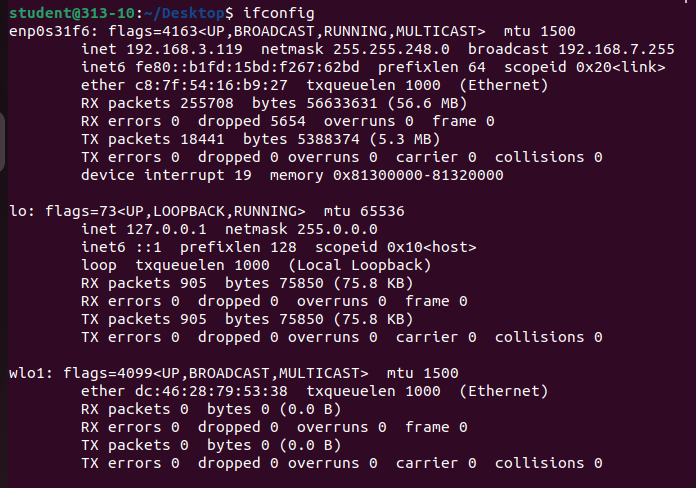 student@313-10:~/Desktop$ ifconfig
enp0s31f6: flags=4163<UP,BROADCAST,RUNNING,MULTICAST>  mtu 1500
        inet 192.168.3.119  netmask 255.255.248.0  broadcast 192.168.7.255
        inet6 fe80::b1fd:15bd:f267:62bd  prefixlen 64  scopeid 0x20<link>
        ether c8:7f:54:16:b9:27  txqueuelen 1000  (Ethernet)
        RX packets 255708  bytes 56633631 (56.6 MB)
        RX errors 0  dropped 5654  overruns 0  frame 0
        TX packets 18441  bytes 5388374 (5.3 MB)
        TX errors 0  dropped 0 overruns 0  carrier 0  collisions 0
        device interrupt 19  memory 0x81300000-81320000

lo: flags=73<UP,LOOPBACK,RUNNING>  mtu 65536
        inet 127.0.0.1  netmask 255.0.0.0
        inet6 ::1  prefixlen 128  scopeid 0x10<host>
        loop  txqueuelen 1000  (Local Loopback)
        RX packets 905  bytes 75850 (75.8 KB)
        RX errors 0  dropped 0  overruns 0  frame 0
        TX packets 905  bytes 75850 (75.8 KB)
        TX errors 0  dropped 0 overruns 0  carrier 0  collisions 0

wlo1: flags=4099<UP,BROADCAST,MULTICAST>  mtu 1500
        ether dc:46:28:79:53:38  txqueuelen 1000  (Ethernet)
        RX packets 0  bytes 0 (0.0 B)
        RX errors 0  dropped 0  overruns 0  frame 0
        TX packets 0  bytes 0 (0.0 B)
        TX errors 0  dropped 0 overruns 0  carrier 0  collisions 0